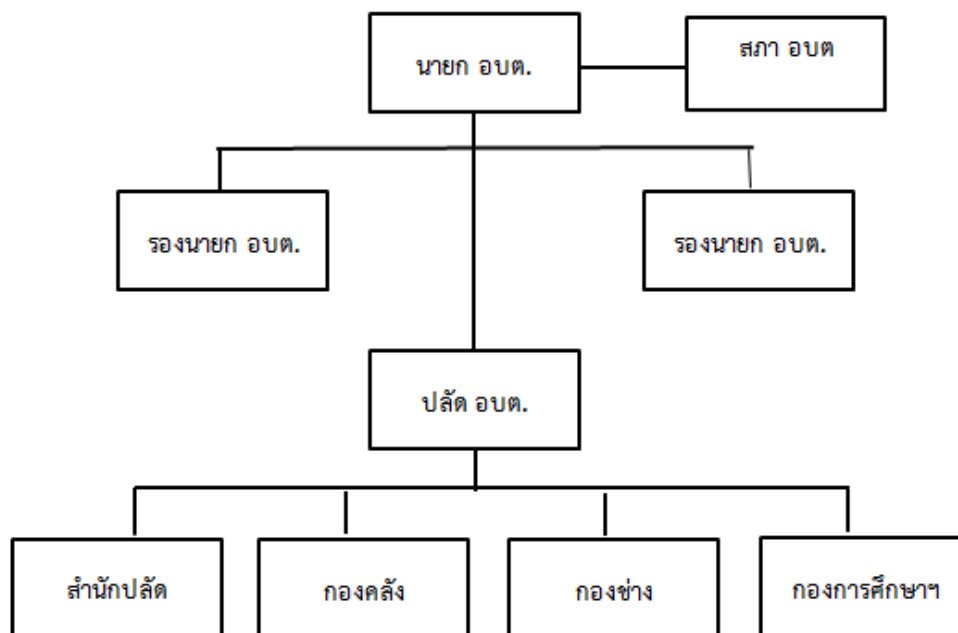 นายก อบต.
สภา อบต
รองนายก อบต.
รองนายก อบต.
ปลัด อบต.
สำนักปลัด
กองคลัง
กองช่าง
กองการศึกษาฯ